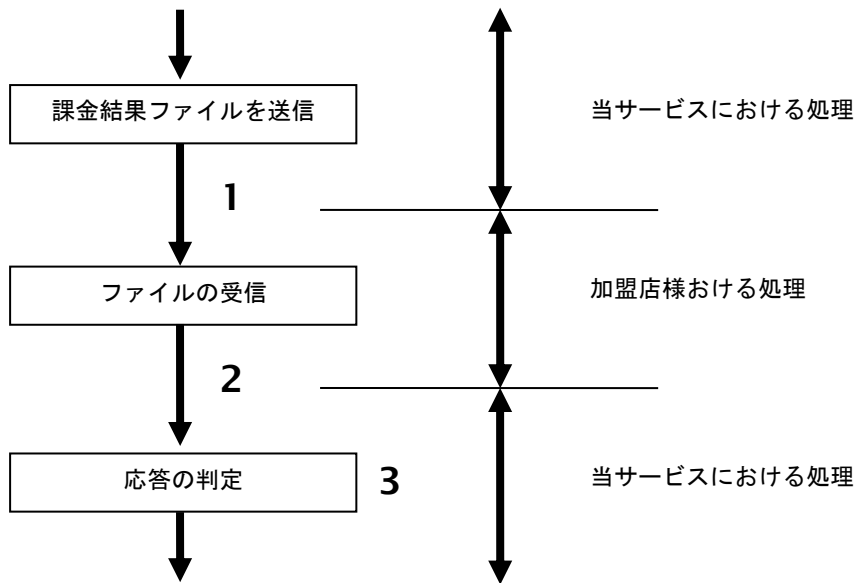 課金結果ファイルを送信
当サービスにおける処理
1
ファイルの受信
加盟店様おける処理
2
応答の判定
3
当サービスにおける処理